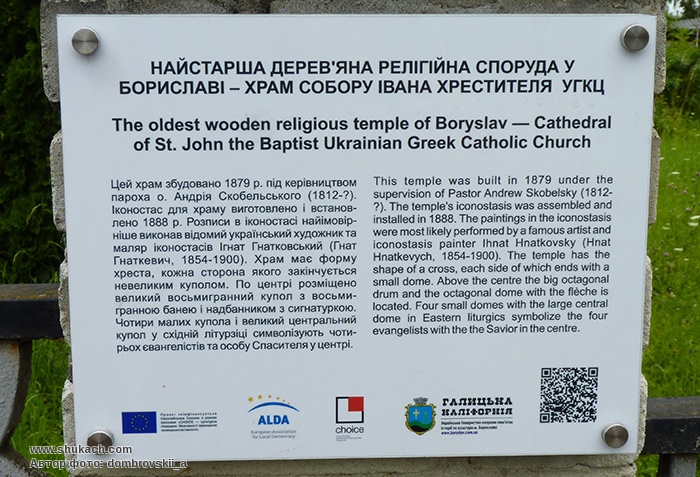 НАЙСТАРША ДЕРЕВ'ЯНА РЕЛІГІЙНА СПОРУДА У
БОРИСЛАВІ – ХРАМ СОБОРУ ІВАНА ХРЕСТИТЕЛЯ УГКЦ
The oldest wooden religious temple of Boryslav — Cathedral
of St. John the Baptist Ukrainian Greek Catholic Church
Цей храм збудовано 1879 р. під керівництвом
пароха о. Андрія Скобельського (1812-?).
Іконостас для храму виготовлено і встанов-
лено 1888 р. Розписи в іконостасі наймовір-
ніше виконав відомий український художник та
маляр іконостасів Ігнат Гнатковський (Гнат
Гнаткевич, 1854-1900). Храм має форму
хреста, кожна сторона якого закінчується
невеликим куполом. По центрі розміщено
великий восьмигранний купол з восьми-
гранною банею і надбанником з сигнатуркою.
Чотири малих купола і великий центральний
купол у східній літургіці символізують чоти-
рьох євангелістів та особу Спасителя у центрі.
This temple was built in 1879 under the
supervision of Pastor Andrew Skobelsky (1812-
?). The temple's iconostasis was assembled and
installed in 1888. The paintings in the iconostasis
were most likely performed by a famous artist and
iconostasis painter Ihnat Hnatkovsky (Hnat
Hnatkevych, 1854-1900). The temple has the
shape of a cross, each side of which ends with a
small dome. Above the centre the big octagonal
drum and the octagonal dome with the flèche is
located. Four small domes with the large central
dome in Eastern liturgics symbolize the four
evangelists with the the Savior in the centre.
ALDA
European Association
for Local Democracy
choice
ГАЛИЦЬКА
КАЛІФОРНІЯ
www.boryslav.com.ua
www.shukach.com
Автор фото: dombrovskii_a